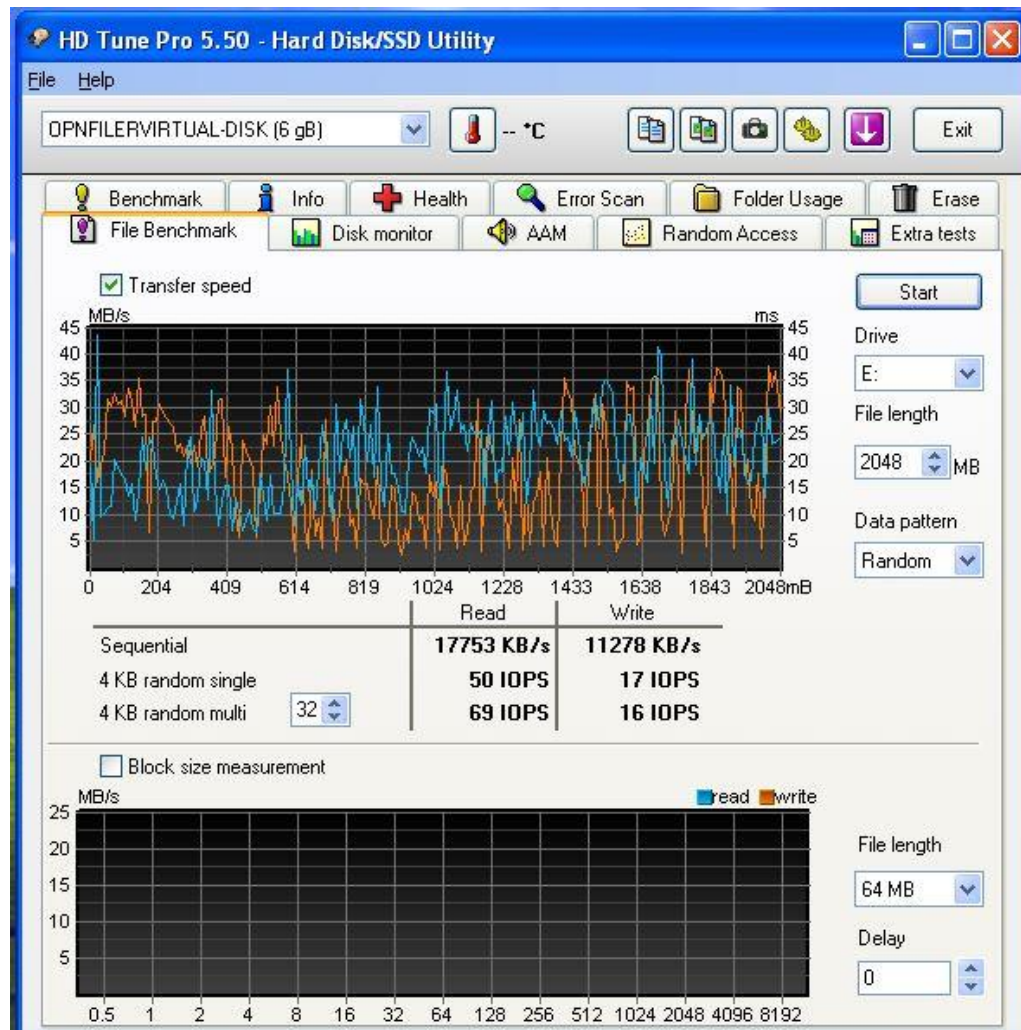 HD Tune Pro 5.50 - Hard Disk/SSD Utility
File Help
OPNFILERVIRTUAL-DISK (6 gB) -- °C Exit
Benchmark Info Health Error Scan Folder Usage Erase
File Benchmark Disk monitor AAM Random Access Extra tests
Transfer speed Start
MB/s ms
45 45
40 40
35 35
30 30
25 25
20 20
15 15
10 10
5 5
0 204 409 614 819 1024 1228 1433 1638 1843 2048mB
Drive
E:
File length
2048 MB
Data pattern
Random
Read Write
Sequential 17753 KB/s 11278 KB/s
4 KB random single 50 IOPS 17 IOPS
4 KB random multi 32 69 IOPS 16 IOPS
Block size measurement
MB/s read write
25
20
15
10
5
0.5 1 2 4 8 16 32 64 128 256 512 1024 2048 4096 8192
File length
64 MB
Delay
0